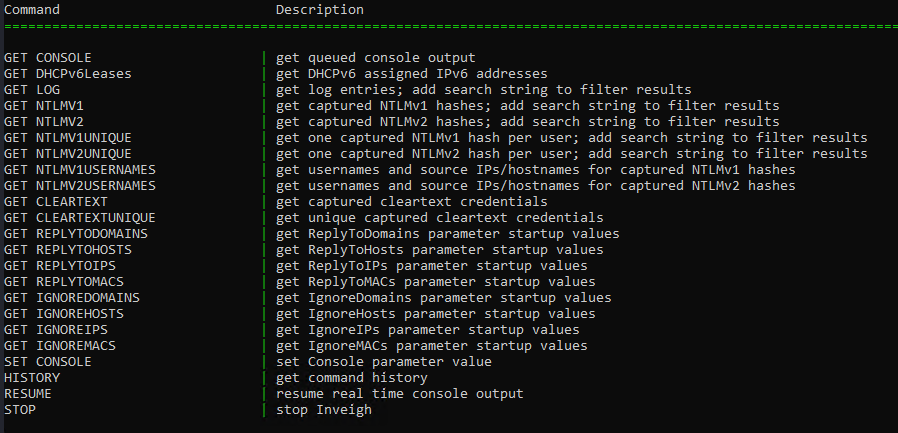 Command Description
================================================================================================================
GET CONSOLE | get queued console output
GET DHCPv6Leases | get DHCPv6 assigned IPv6 addresses
GET LOG | get log entries; add search string to filter results
GET NTLMV1 | get captured NTLMv1 hashes; add search string to filter results
GET NTLMV2 | get captured NTLMv2 hashes; add search string to filter results
GET NTLMV1UNIQUE | get one captured NTLMv1 hash per user; add search string to filter results
GET NTLMV2UNIQUE | get one captured NTLMv2 hash per user; add search string to filter results
GET NTLMV1USERNAMES | get usernames and source IPs/hostnames for captured NTLMv1 hashes
GET NTLMV2USERNAMES | get usernames and source IPs/hostnames for captured NTLMv2 hashes
GET CLEARTEXT | get captured cleartext credentials
GET CLEARTEXTUNIQUE | get unique captured cleartext credentials
GET REPLYTODOMAINS | get ReplyToDomains parameter startup values
GET REPLYTOHOSTS | get ReplyToHosts parameter startup values
GET REPLYTOIPS | get ReplyToIPs parameter startup values
GET REPLYTOMACS | get ReplyToMACs parameter startup values
GET IGNOREDOMAINS | get IgnoreDomains parameter startup values
GET IGNOREHOSTS | get IgnoreHosts parameter startup values
GET IGNOREIPS | get IgnoreIPs parameter startup values
GET IGNOREMACS | get IgnoreMACs parameter startup values
SET CONSOLE | set Console parameter value
HISTORY | get command history
RESUME | resume real time console output
STOP | stop Inveigh